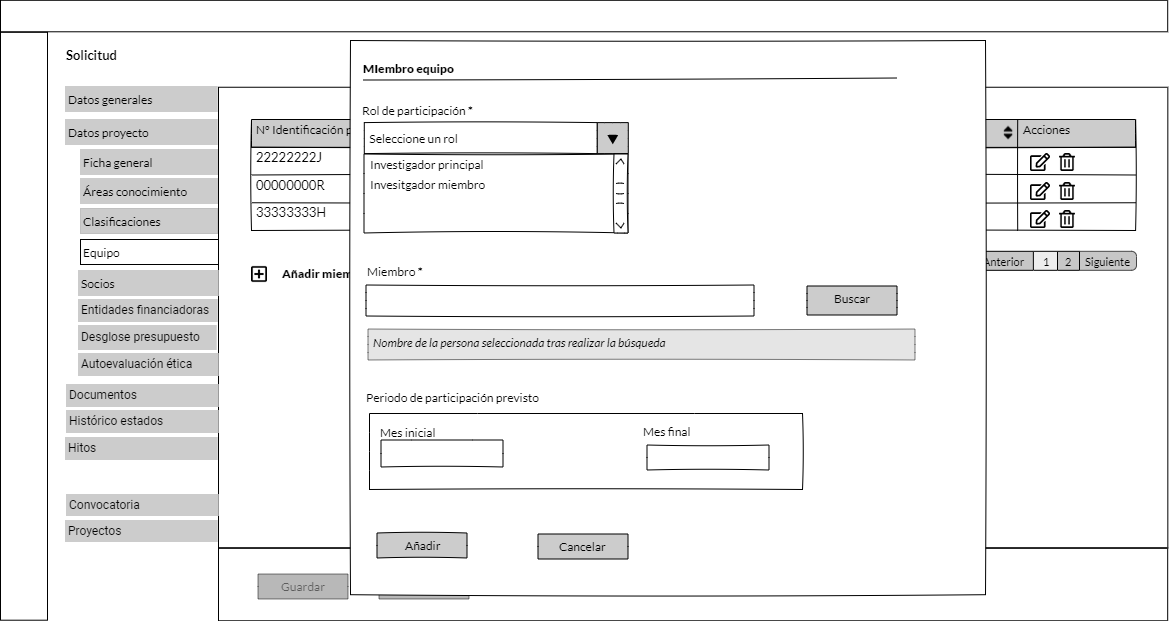 Solicitud
Datos generales
Datos proyecto
Ficha general
Áreas conocimiento
Clasificaciones
Equipo
Socios
Entidades financiadoras
Desglose presupuesto
Autoevaluación ética
Documentos
Histórico estados
Hitos
Convocatoria
Proyectos
Nº Identificación p
22222222J
00000000R
33333333H
Añadir miem
MIembro equipo
Rol de participación *
Seleccione un rol
Investigador principal
Invesitgador miembro
Miembro *
Buscar
Nombre de la persona seleccionada tras realizar la búsqueda
Periodo de participación previsto
Mes inicial
Mes final
Añadir
Cancelar
Acciones
Anterior 1 2 Siguiente
Guardar